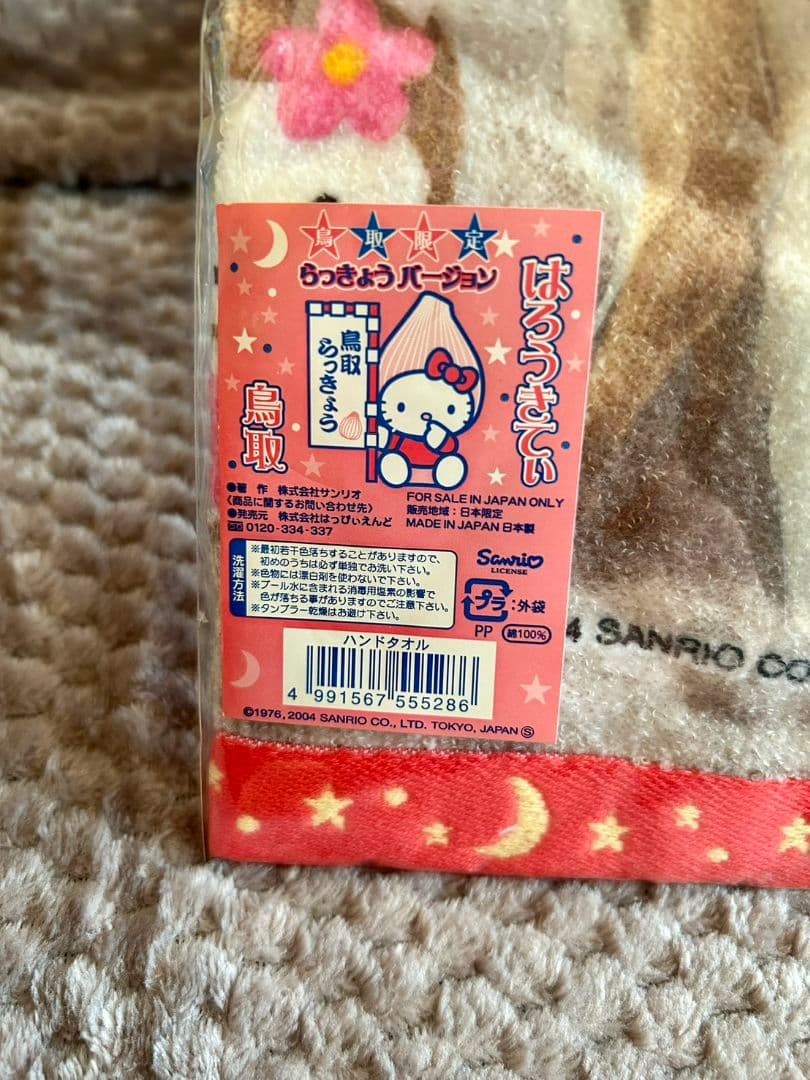 鳥取限定
らっきょうバージョン
はろうきてぃ
鳥取
らっきょう
鳥取
●著 作 株式会社サンリオ
〈商品に関するお問い合わせ先〉
●発売元 株式会社はっぴぃえんど
0120-334-337
FOR SALE IN JAPAN ONLY
販売地域:日本限定
MADE IN JAPAN 日本製
洗濯方法
※最初若干色落ちすることがありますので、
初めのうちは必ず単独でお洗い下さい。
※色物には漂白剤を使わないで下さい。
※プール水に含まれる消毒用塩素の影響で
色が落ちる事がありますのでご注意下さい。
※タンブラー乾燥はお避け下さい。
Sanrio
LICENSE
プラ:外袋
PP 綿100%
ハンドタオル
4 991567 555286
©1976, 2004 SANRIO CO., LTD. TOKYO, JAPAN Ⓢ
4 SANRIO CO